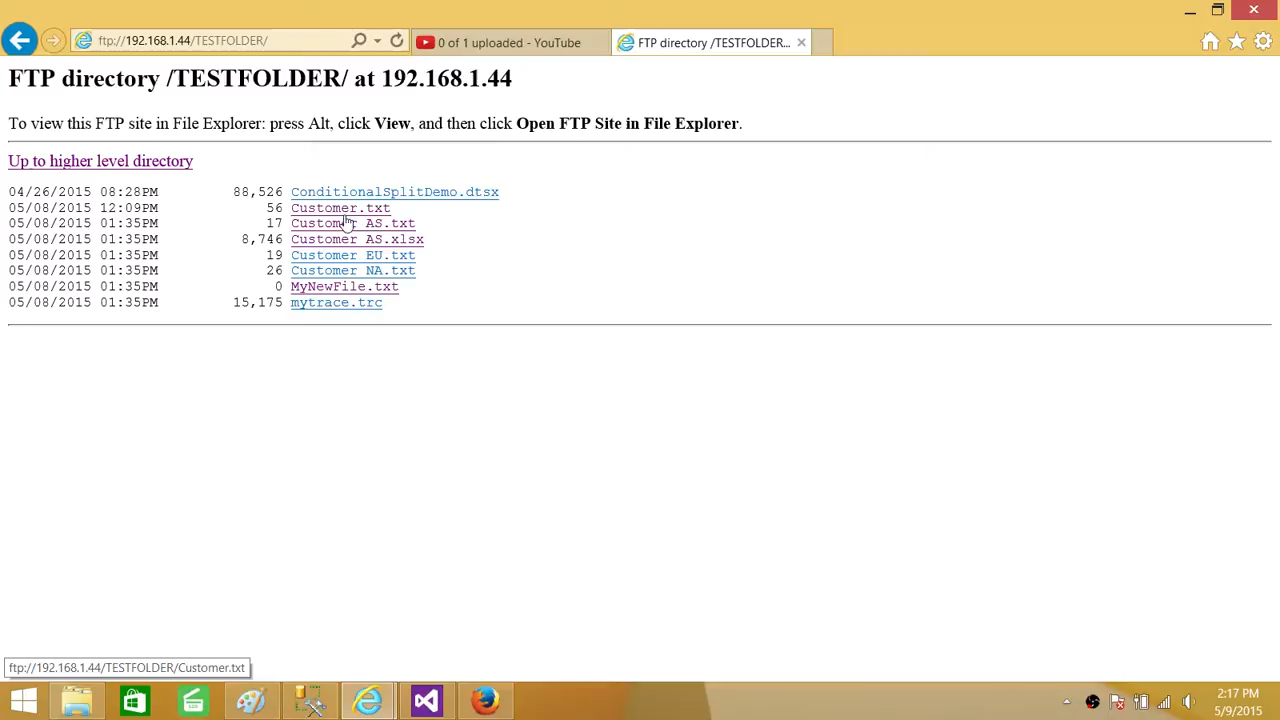 ftp://192.168.1.44/TESTFOLDER/
0 of 1 uploaded - YouTube
FTP directory /TESTFOLDER...
FTP directory /TESTFOLDER/ at 192.168.1.44
To view this FTP site in File Explorer: press Alt, click View, and then click Open FTP Site in File Explorer.
Up to higher level directory
04/26/2015 08:28PM 88,526 ConditionalSplitDemo.dtsx
05/08/2015 12:09PM 56 Customer.txt
05/08/2015 01:35PM 17 Customer AS.txt
05/08/2015 01:35PM 8,746 Customer AS.xlsx
05/08/2015 01:35PM 19 Customer EU.txt
05/08/2015 01:35PM 26 Customer NA.txt
05/08/2015 01:35PM 0 MyNewFile.txt
05/08/2015 01:35PM 15,175 mytrace.trc
ftp://192.168.1.44/TESTFOLDER/Customer.txt
2:17 PM
5/9/2015